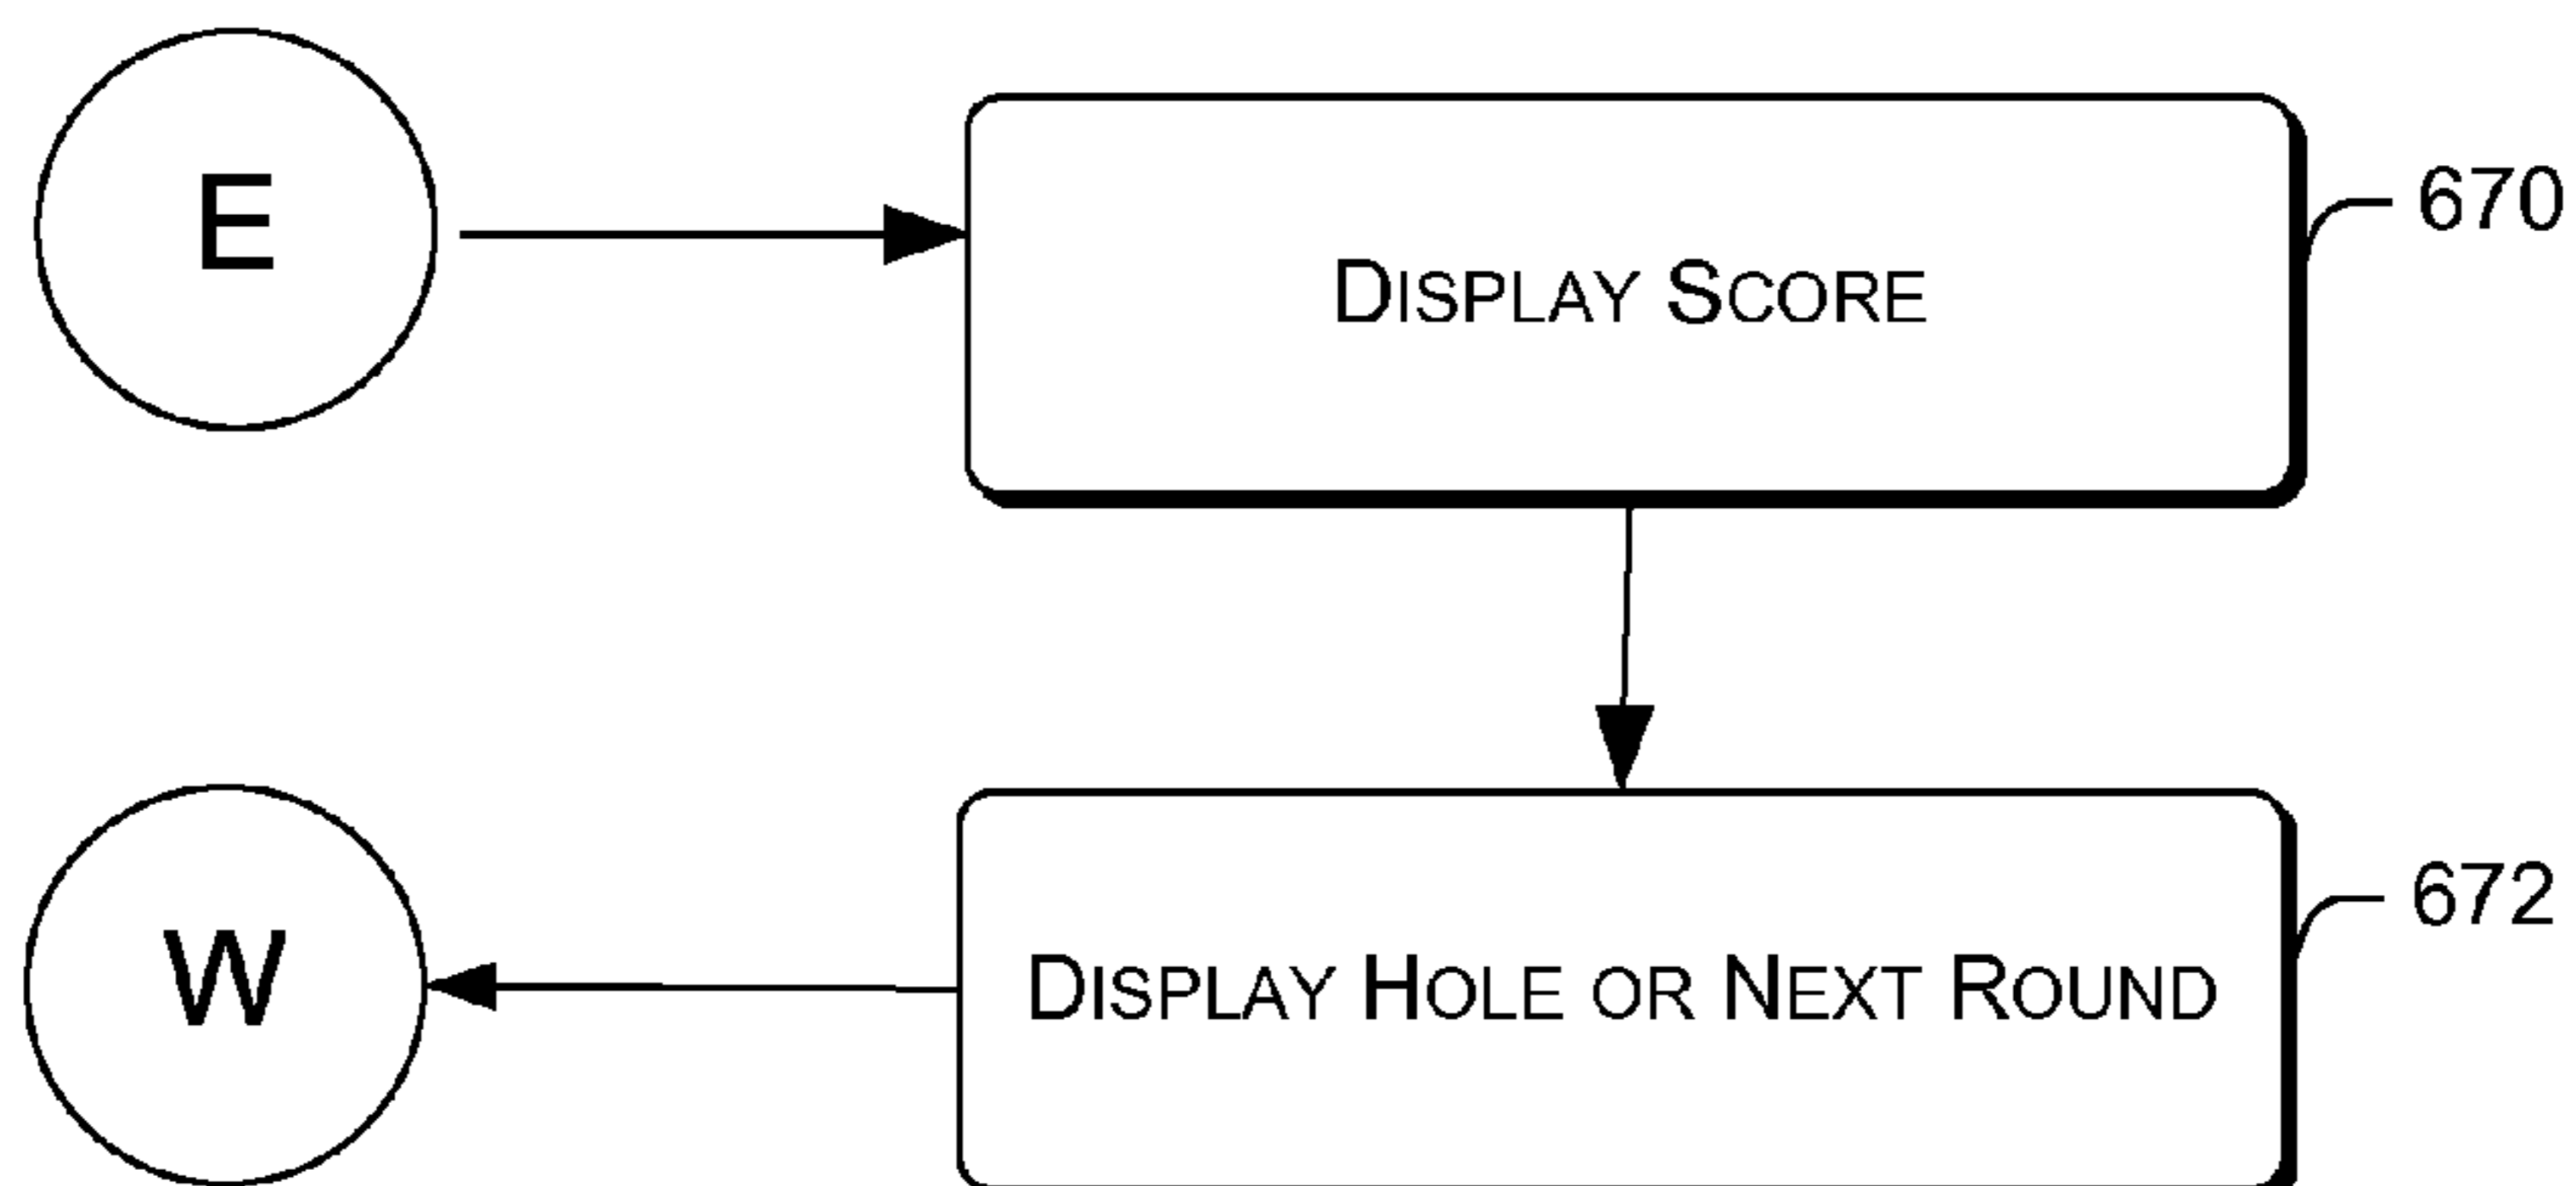 E
DISPLAY SCORE
670
W
DISPLAY HOLE OR NEXT ROUND
672